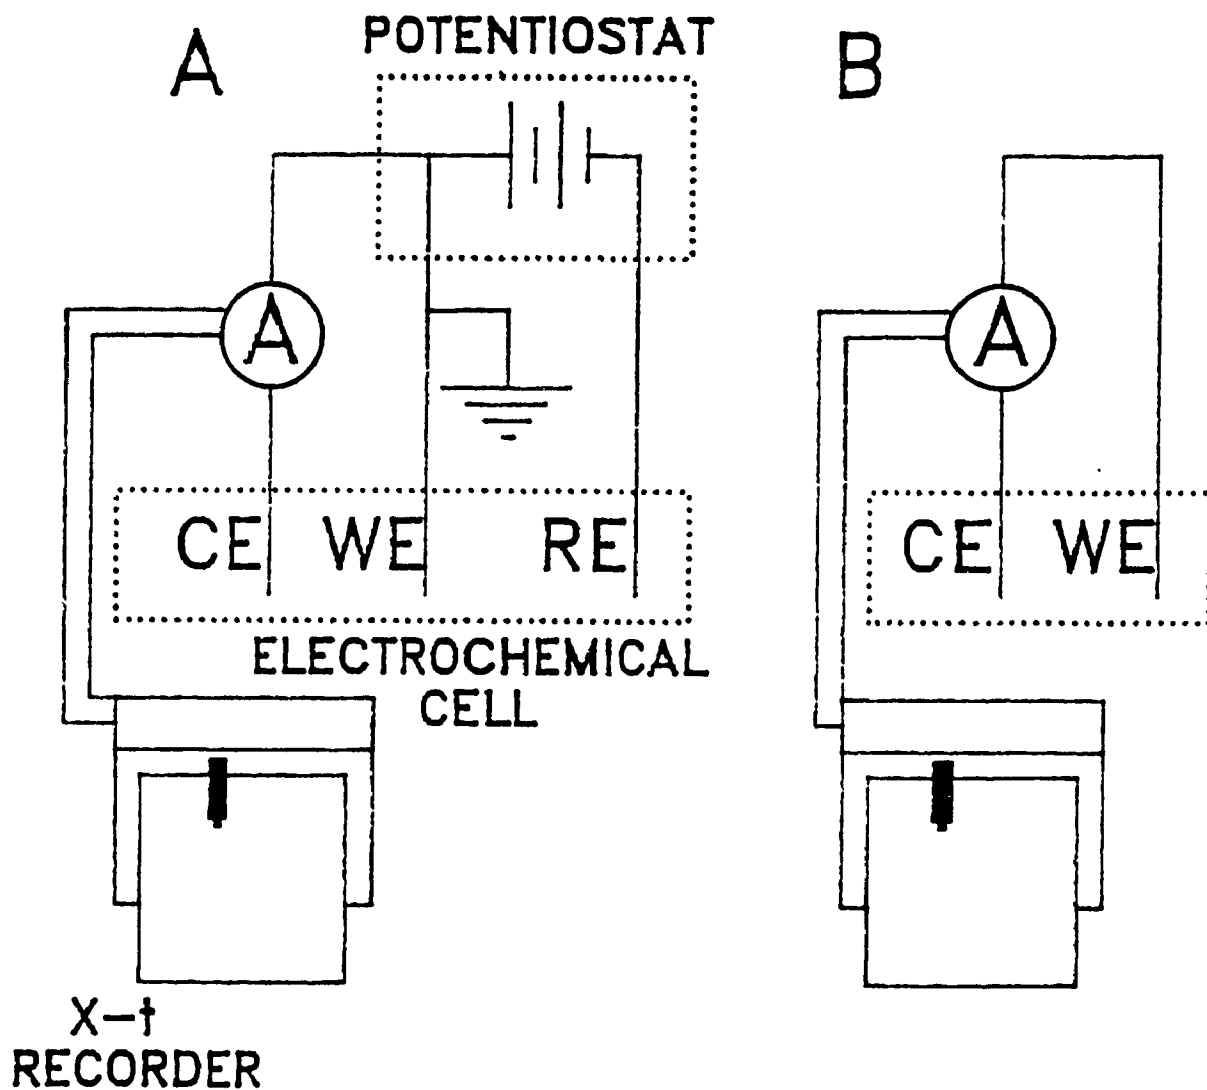 A
POTENTIOSTAT
B
A
A
CE WE RE
CE WE
ELECTROCHEMICAL
CELL
X-t
RECORDER